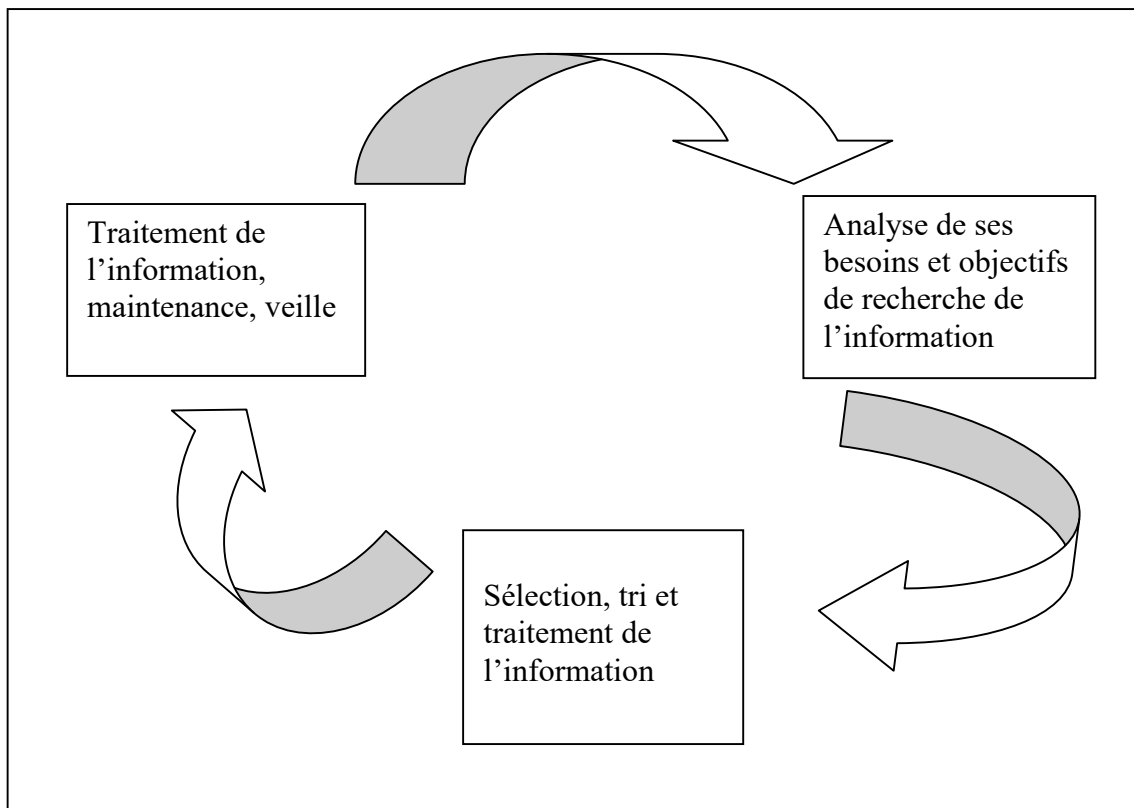 Traitement de
l’information,
maintenance, veille
Analyse de ses
besoins et objectifs
de recherche de
l’information
Sélection, tri et
traitement de
l’information